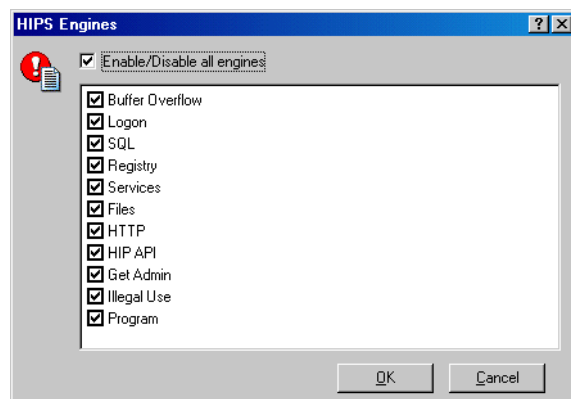 HIPS Engines
Enable/Disable all engines
Buffer Overflow
Logon
SQL
Registry
Services
Files
HTTP
HIP API
Get Admin
Illegal Use
Program
OK
Cancel